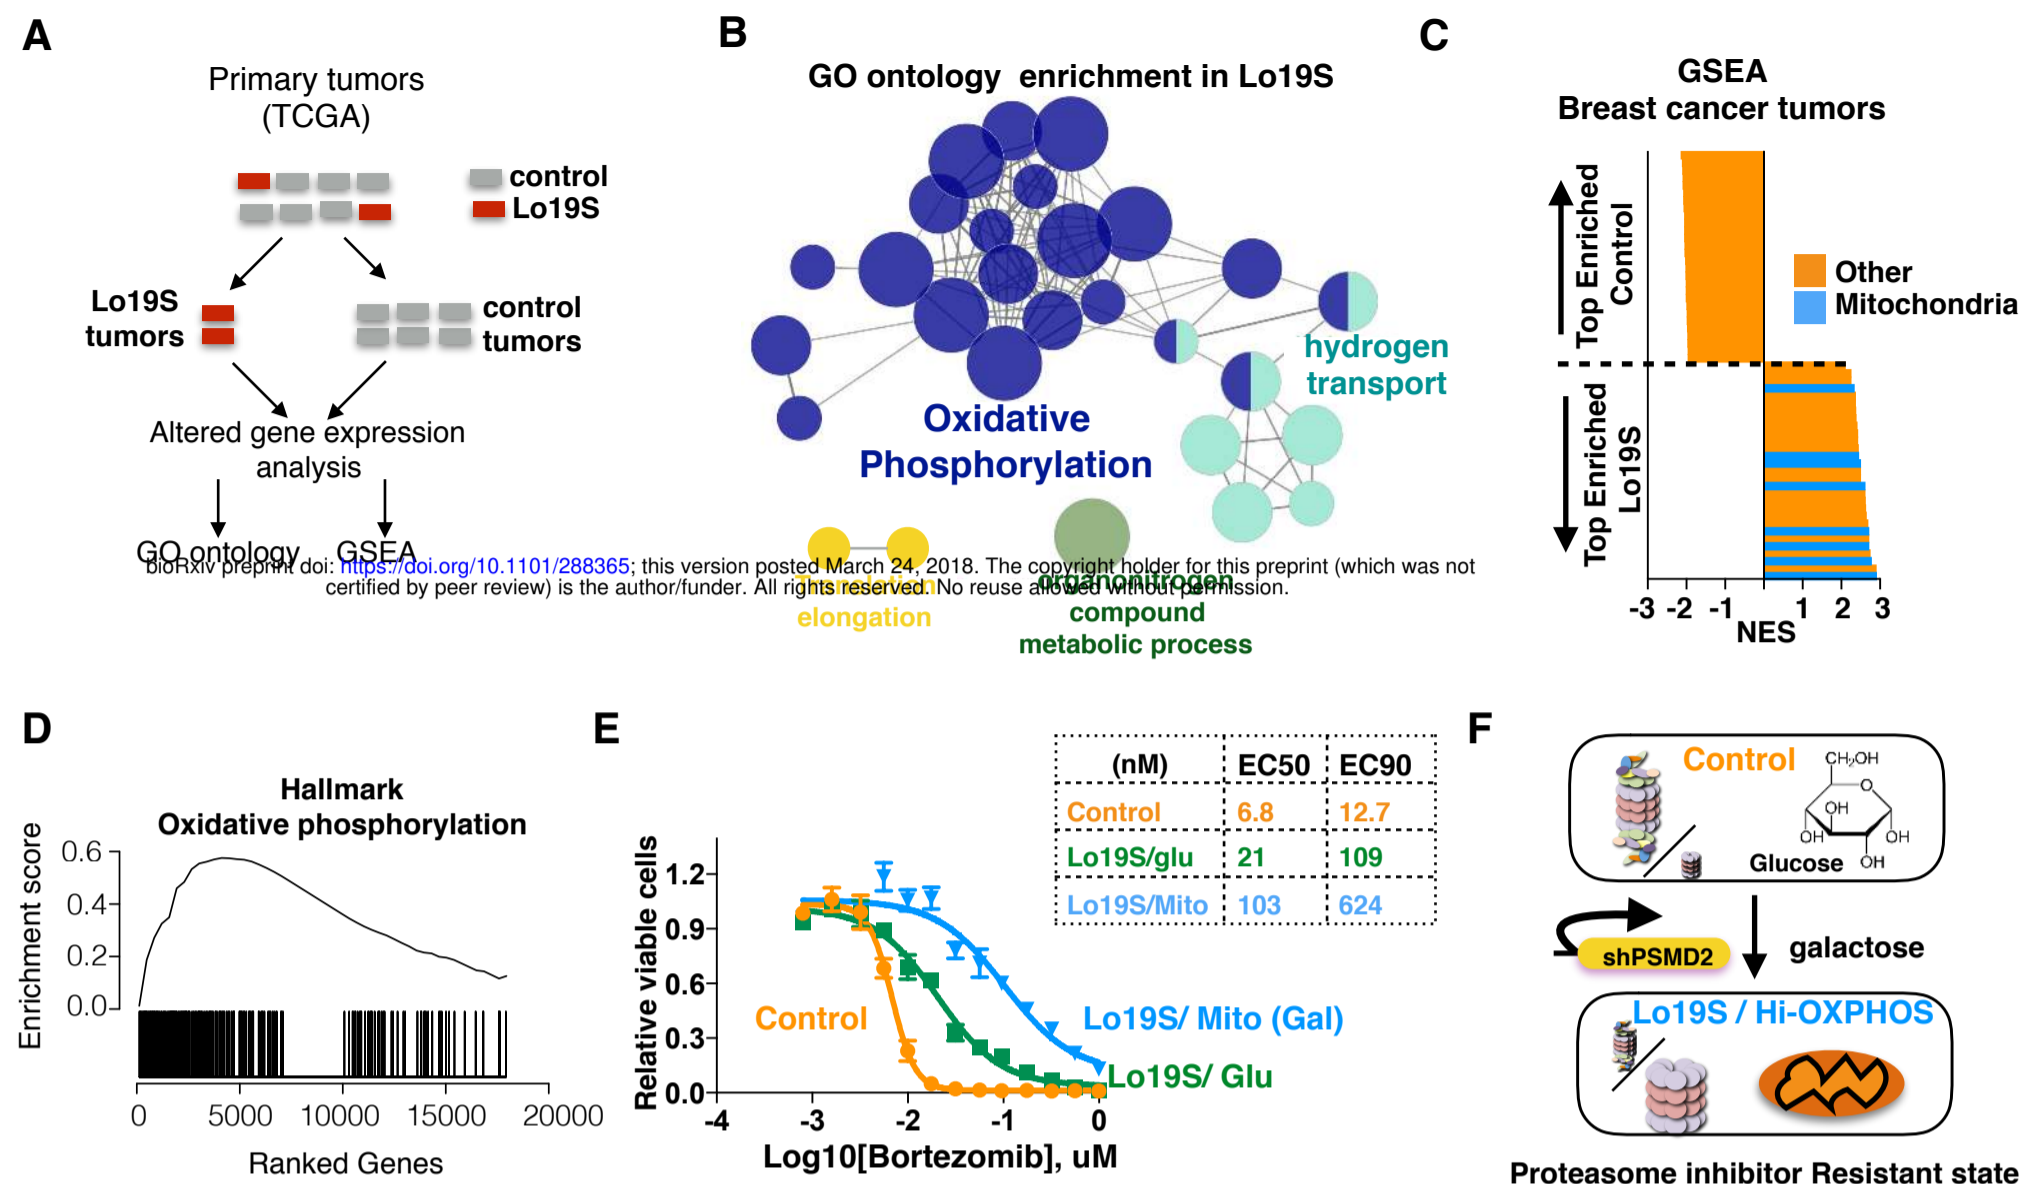 A
Primary tumors
(TCGA)
control
Lo19S
Lo19S
tumors
control
tumors
Altered gene expression
analysis
GO ontology
GSEA
B
GO ontology enrichment in Lo19S
hydrogen
transport
Oxidative
Phosphorylation
Translation
elongation
organonitrogen
compound
metabolic process
bioRxiv preprint doi: https://doi.org/10.1101/288365; this version posted March 24, 2018. The copyright holder for this preprint (which was not
certified by peer review) is the author/funder. All rights reserved. No reuse allowed without permission.
C
GSEA
Breast cancer tumors
Top Enriched
Control
Top Enriched
Lo19S
Other
Mitochondria
-3 -2 -1 1 2 3
NES
D
Hallmark
Oxidative phosphorylation
Enrichment score
0.6
0.4
0.2
0.0
0 5000 10000 15000 20000
Ranked Genes
E
(nM) EC50 EC90
Control 6.8 12.7
Lo19S/glu 21 109
Lo19S/Mito 103 624
Relative viable cells
1.2
0.9
0.6
0.3
0.0
Control
Lo19S/ Mito (Gal)
Lo19S/ Glu
-4 -3 -2 -1 0
Log10[Bortezomib], uM
F
Control
CH2OH
O
OH
OH
OH
OH
Glucose
shPSMD2
galactose
Lo19S / Hi-OXPHOS
Proteasome inhibitor Resistant state